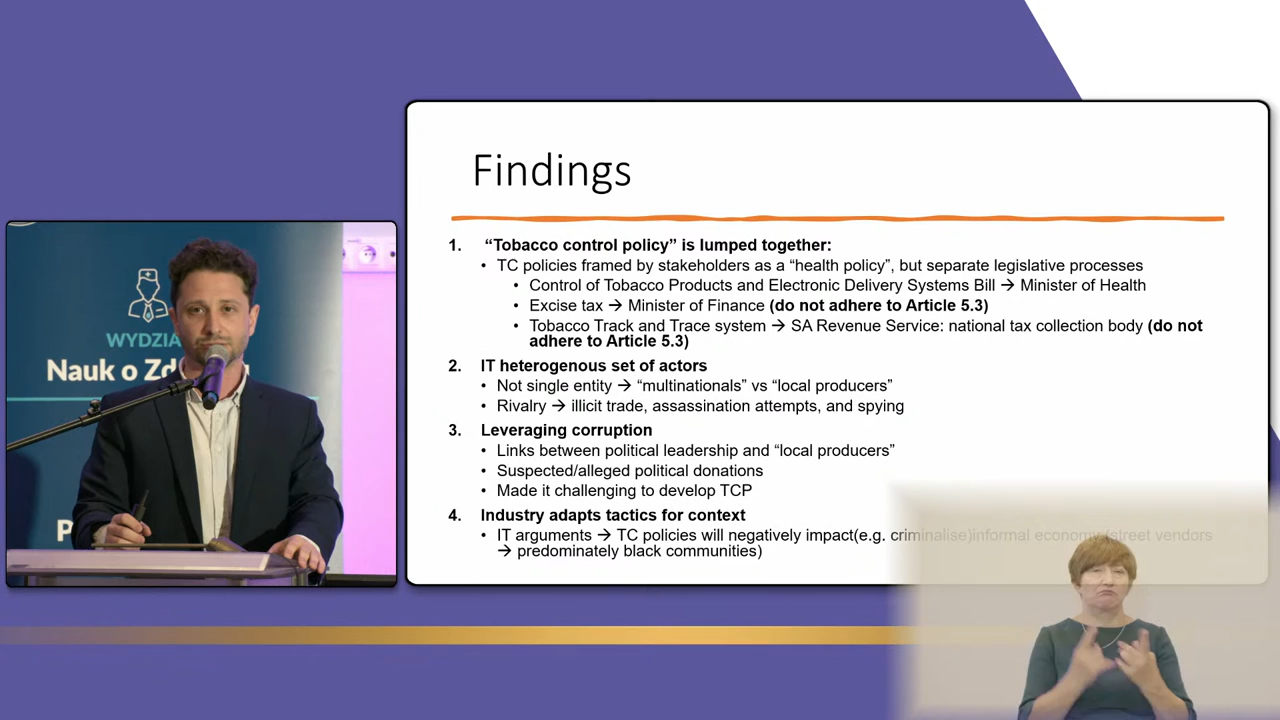 WYDZIA
Nauk o Zd
P
Findings
1. “Tobacco control policy” is lumped together:
• TC policies framed by stakeholders as a “health policy”, but separate legislative processes
• Control of Tobacco Products and Electronic Delivery Systems Bill → Minister of Health
• Excise tax → Minister of Finance (do not adhere to Article 5.3)
• Tobacco Track and Trace system → SA Revenue Service: national tax collection body (do not
adhere to Article 5.3)
2. IT heterogenous set of actors
• Not single entity → “multinationals” vs “local producers”
• Rivalry → illicit trade, assassination attempts, and spying
3. Leveraging corruption
• Links between political leadership and “local producers”
• Suspected/alleged political donations
• Made it challenging to develop TCP
4. Industry adapts tactics for context
• IT arguments → TC policies will negatively impact(e.g. criminalise)informal economy (street vendors
→ predominately black communities)